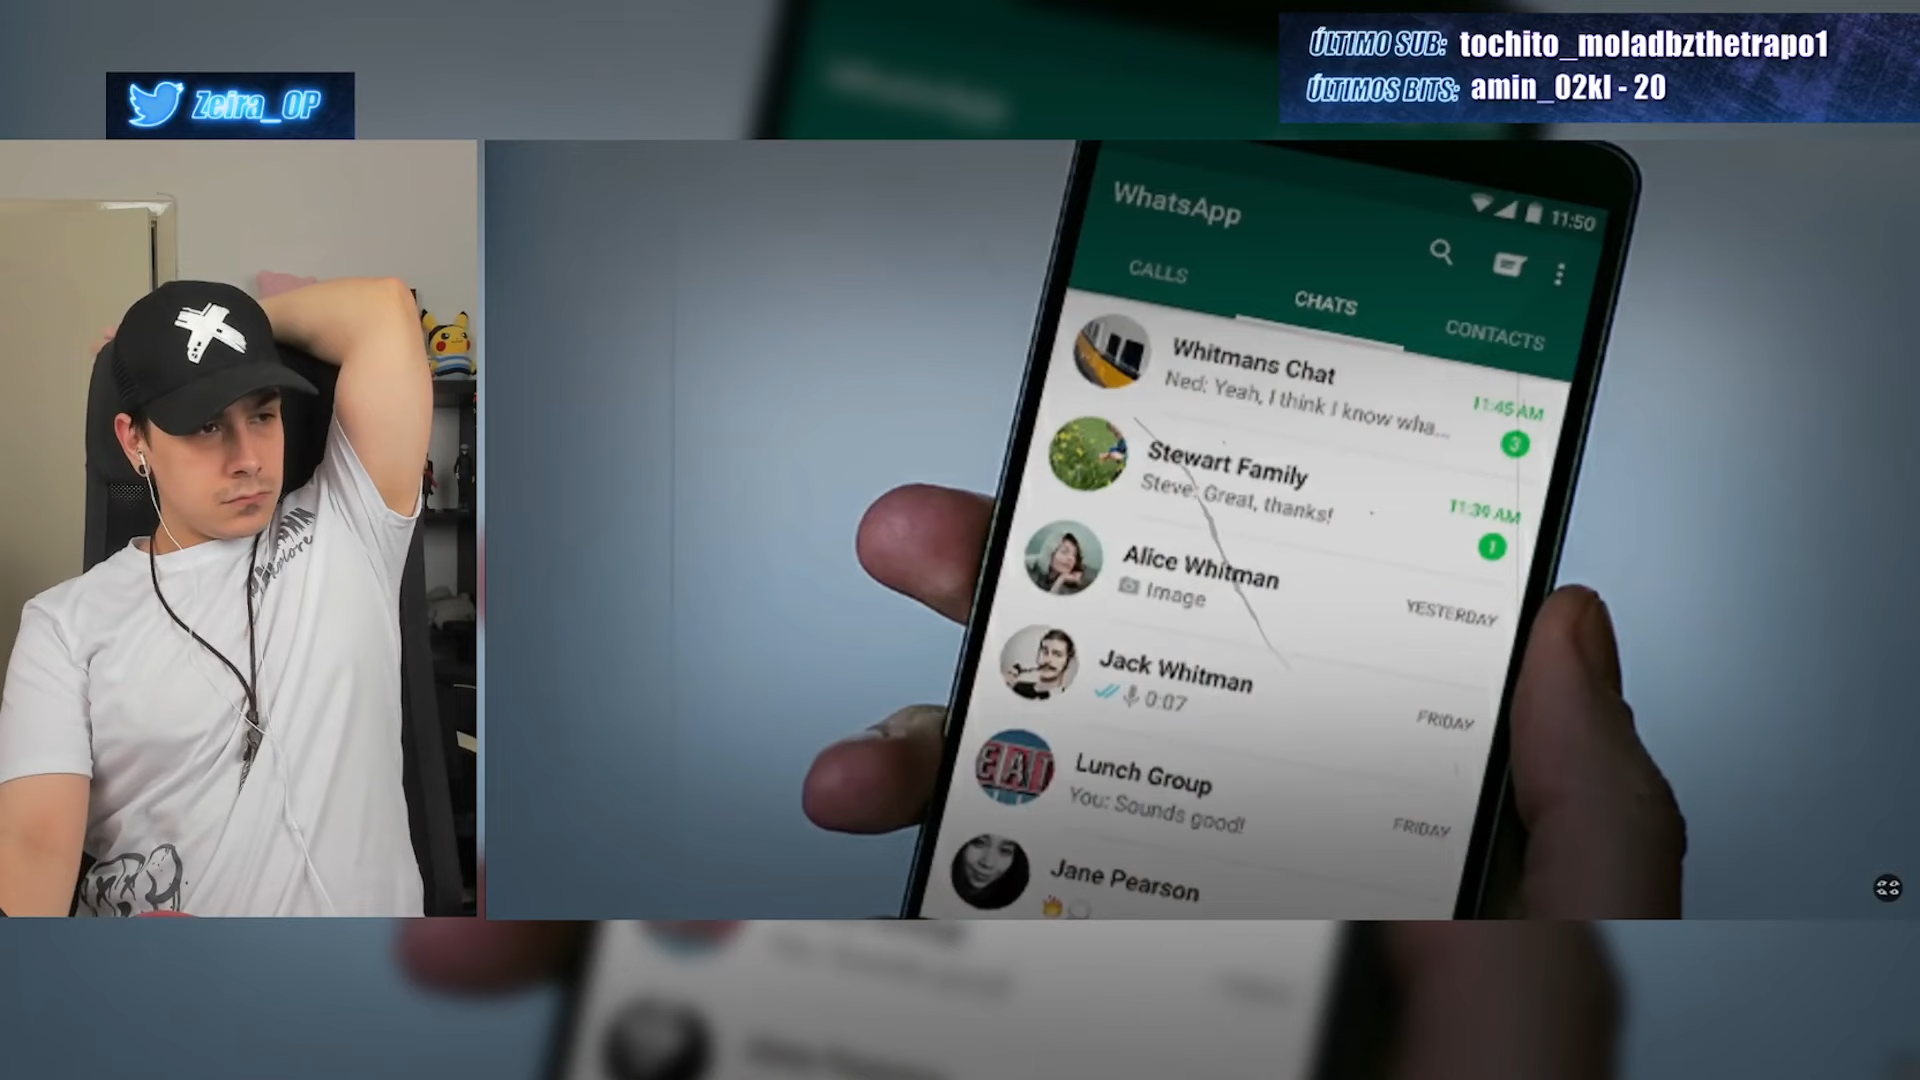 ÚLTIMO SUB: tochito_moladbzthetrapo1
ÚLTIMOS BITS: amin_02kl - 20
Zeira_OP
11:50
WhatsApp
CALLS
CHATS
CONTACTS
Whitmans Chat
Ned: Yeah, I think I know wha...
11:45 AM
3
Stewart Family
Steve: Great, thanks!
11:39 AM
1
Alice Whitman
Image
YESTERDAY
Jack Whitman
0:07
FRIDAY
EAT
Lunch Group
You: Sounds good!
FRIDAY
Jane Pearson